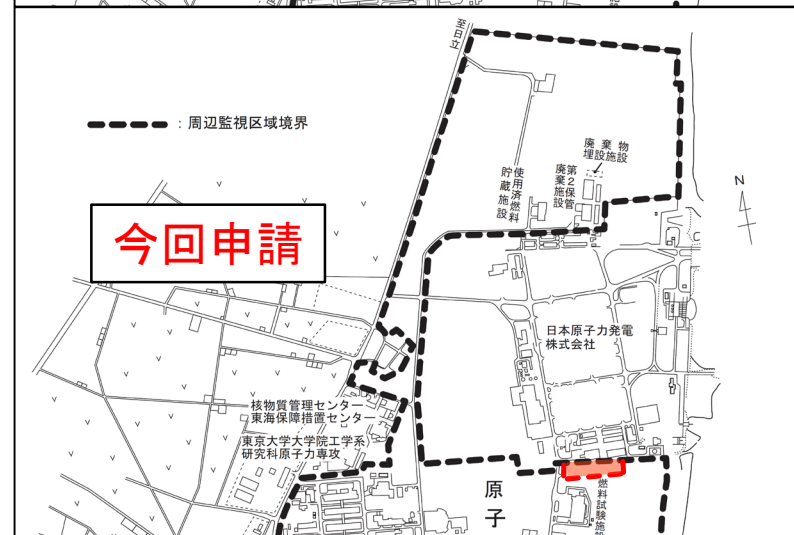 至日立
：周辺監視区域境界
廃棄物
埋設施設
第２保管
廃棄施設
使用済燃料
貯蔵施設
N
今回申請
日本原子力発電
株式会社
核物質管理センター
東海保障措置センター
東京大学大学院工学系
研究科原子力専攻
原子
燃料試験施設